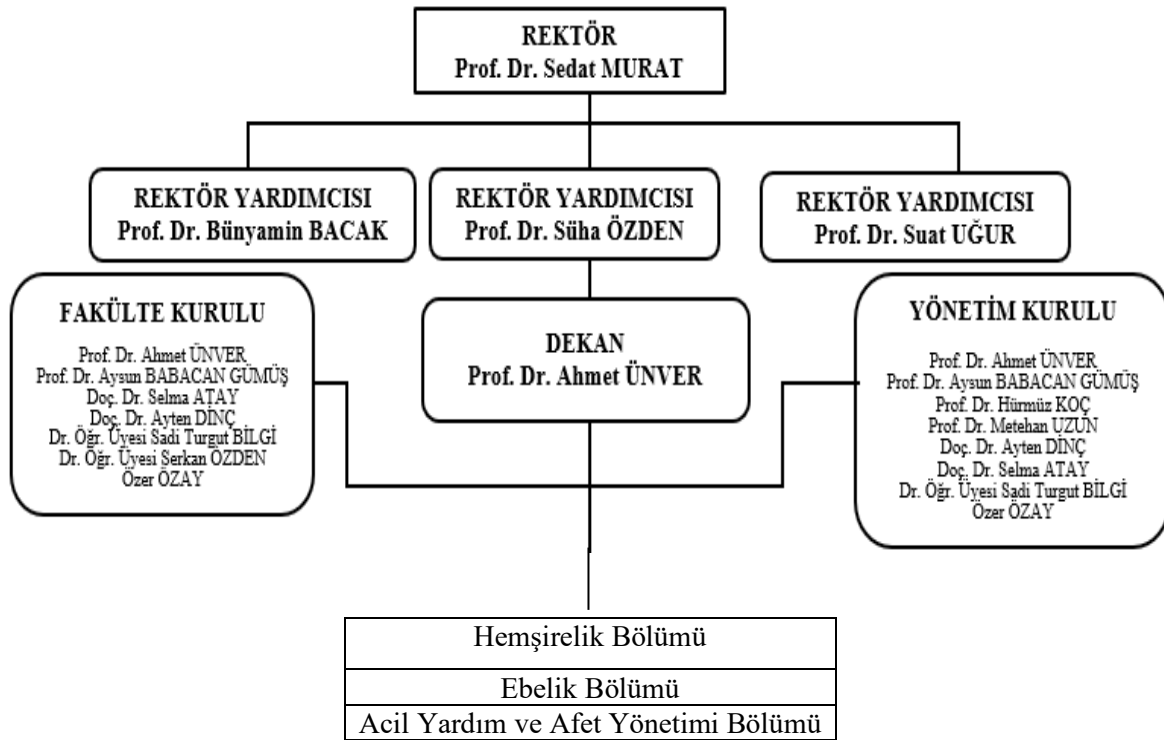 REKTÖR
Prof. Dr. Sedat MURAT
REKTÖR YARDIMCISI
Prof. Dr. Bünyamin BACAK
REKTÖR YARDIMCISI
Prof. Dr. Süha ÖZDEN
REKTÖR YARDIMCISI
Prof. Dr. Suat UĞUR
FAKÜLTE KURULU
Prof. Dr. Ahmet ÜNVER
Prof. Dr. Aysun BABACAN GÜMÜŞ
Doç. Dr. Selma ATAY
Doç. Dr. Ayten DİNÇ
Dr. Öğr. Üyesi Sadi Turgut BİLGİ
Dr. Öğr. Üyesi Serkan ÖZDEN
Özer ÖZAY
DEKAN
Prof. Dr. Ahmet ÜNVER
YÖNETİM KURULU
Prof. Dr. Ahmet ÜNVER
Prof. Dr. Aysun BABACAN GÜMÜŞ
Prof. Dr. Hürmüz KOÇ
Prof. Dr. Metehan UZUN
Doç. Dr. Ayten DİNÇ
Doç. Dr. Selma ATAY
Dr. Öğr. Üyesi Sadi Turgut BİLGİ
Özer ÖZAY
Hemşirelik Bölümü
Ebelik Bölümü
Acil Yardım ve Afet Yönetimi Bölümü